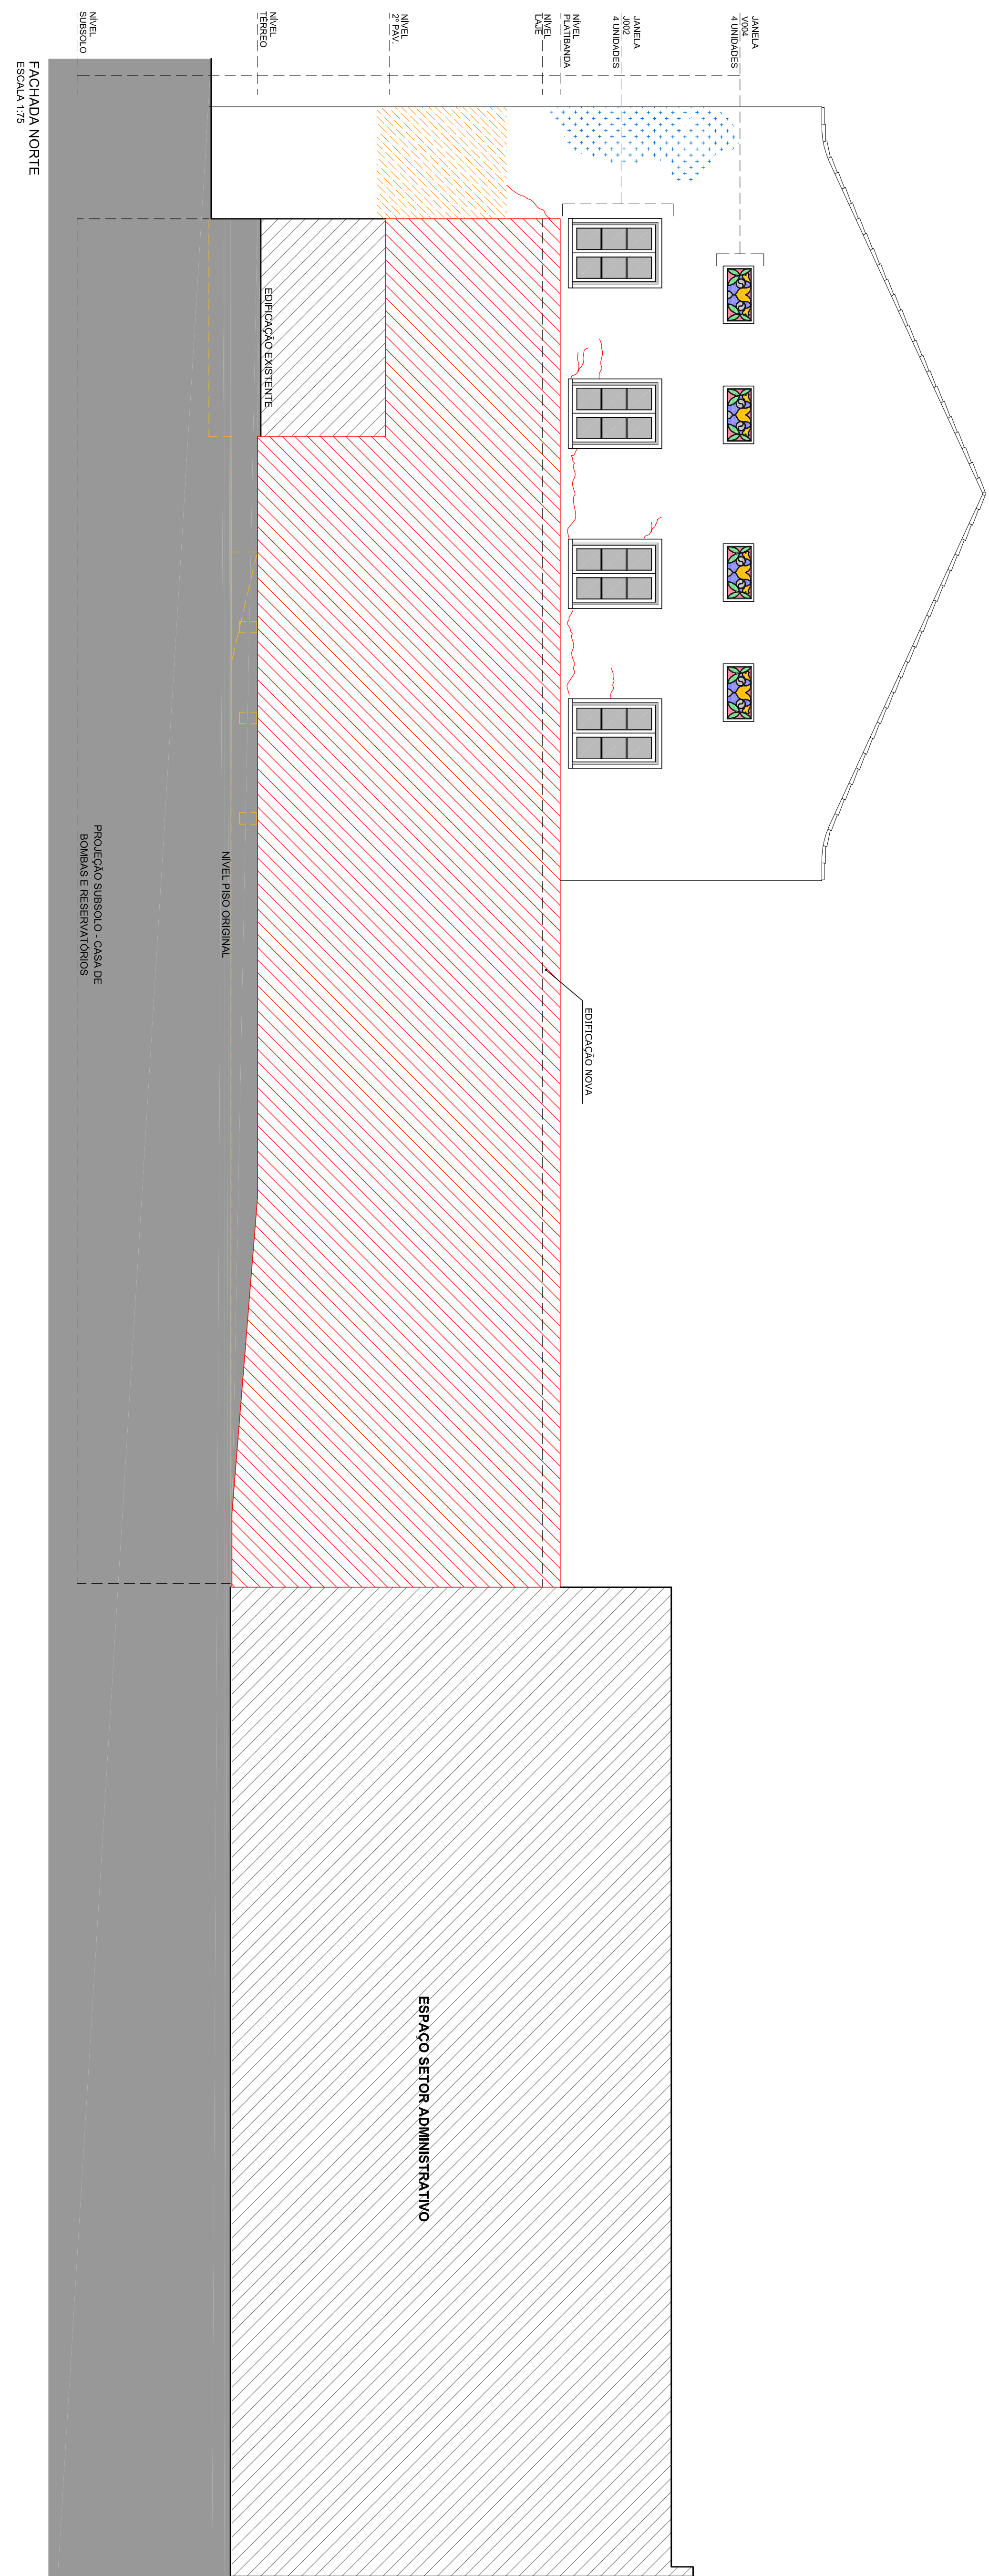 JANELA
V004
4 UNIDADES
JANELA
J002
4 UNIDADES
NÍVEL
PLATIBANDA
NÍVEL
LAJE
NÍVEL
2° PAV.
NÍVEL
TÉRREO
NÍVEL
SUBSOLO
EDIFICAÇÃO NOVA
EDIFICAÇÃO EXISTENTE
NÍVEL PISO ORIGINAL
PROJEÇÃO SUBSOLO - CASA DE
BOMBAS E RESERVATÓRIOS
ESPAÇO SETOR ADMINISTRATIVO
FACHADA NORTE
ESCALA 1:75